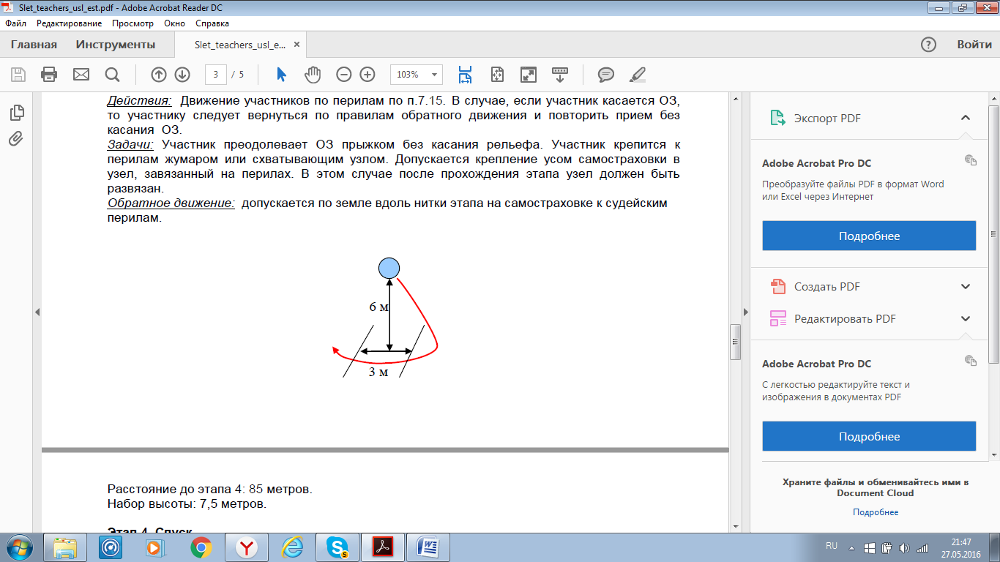 Slet_teachers_usl_est.pdf - Adobe Acrobat Reader DC
Файл Редактирование Просмотр Окно Справка
Главная Инструменты Slet_teachers_usl_e... × Войти
3 / 5 103%
Действия: Движение участников по перилам по п.7.15. В случае, если участник касается ОЗ,
то участнику следует вернуться по правилам обратного движения и повторить прием без
касания ОЗ.
Задачи: Участник преодолевает ОЗ прыжком без касания рельефа. Участник крепится к
перилам жумаром или схватывающим узлом. Допускается крепление усом самостраховки в
узел, завязанный на перилах. В этом случае после прохождения этапа узел должен быть
развязан.
Обратное движение: допускается по земле вдоль нитки этапа на самостраховке к судейским
перилам.
6 м
3 м
Расстояние до этапа 4: 85 метров.
Набор высоты: 7,5 метров.
Этап 4. Спуск
Экспорт PDF
Adobe Acrobat Pro DC
Преобразуйте файлы PDF в формат Word
или Excel через Интернет
Подробнее
Создать PDF
Редактировать PDF
Adobe Acrobat Pro DC
С легкостью редактируйте текст и
изображения в документах PDF
Подробнее
Храните файлы и обменивайтесь ими в
Document Cloud
Подробнее
5
RU
21:47
27.05.2016